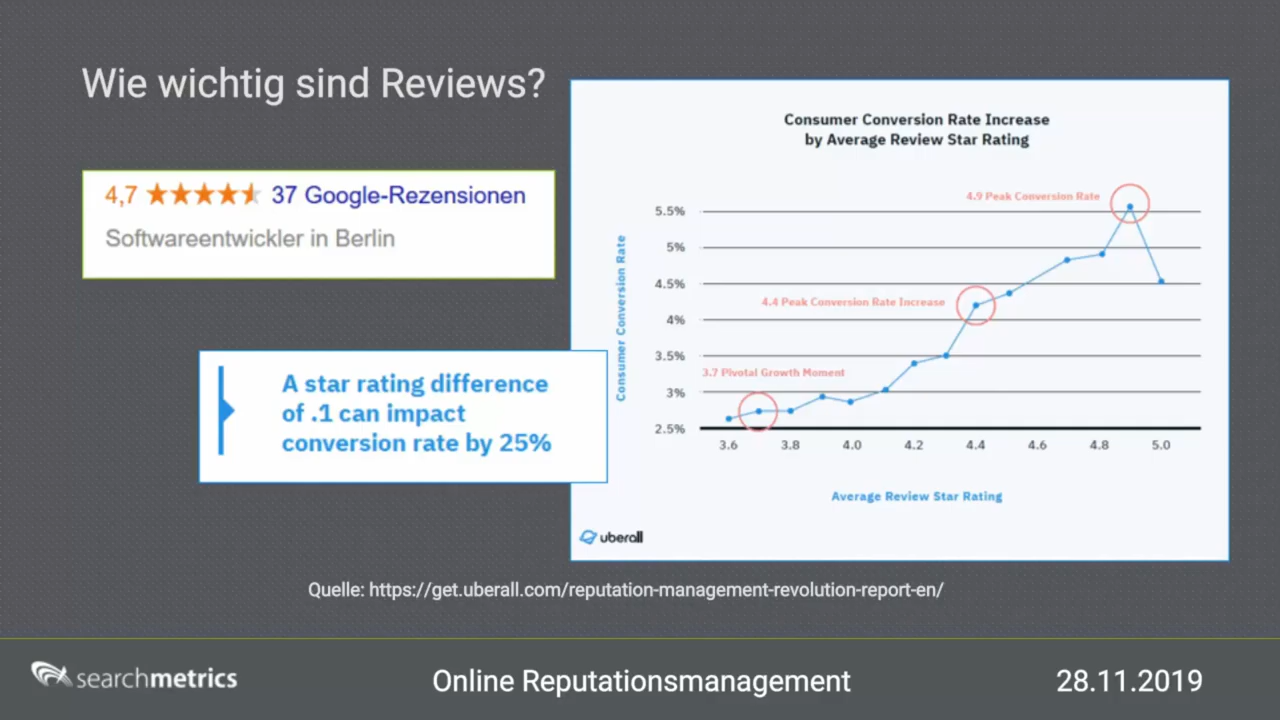 Wie wichtig sind Reviews?
4,7 37 Google-Rezensionen
Softwareentwickler in Berlin
A star rating difference
of .1 can impact
conversion rate by 25%
Consumer Conversion Rate Increase
by Average Review Star Rating
Consumer Conversion Rate
5.5%
5%
4.5%
4%
3.5%
3%
2.5%
4.9 Peak Conversion Rate
4.4 Peak Conversion Rate Increase
3.7 Pivotal Growth Moment
3.6 3.8 4.0 4.2 4.4 4.6 4.8 5.0
Average Review Star Rating
uberall
Quelle: https://get.uberall.com/reputation-management-revolution-report-en/
searchmetrics
Online Reputationsmanagement
28.11.2019